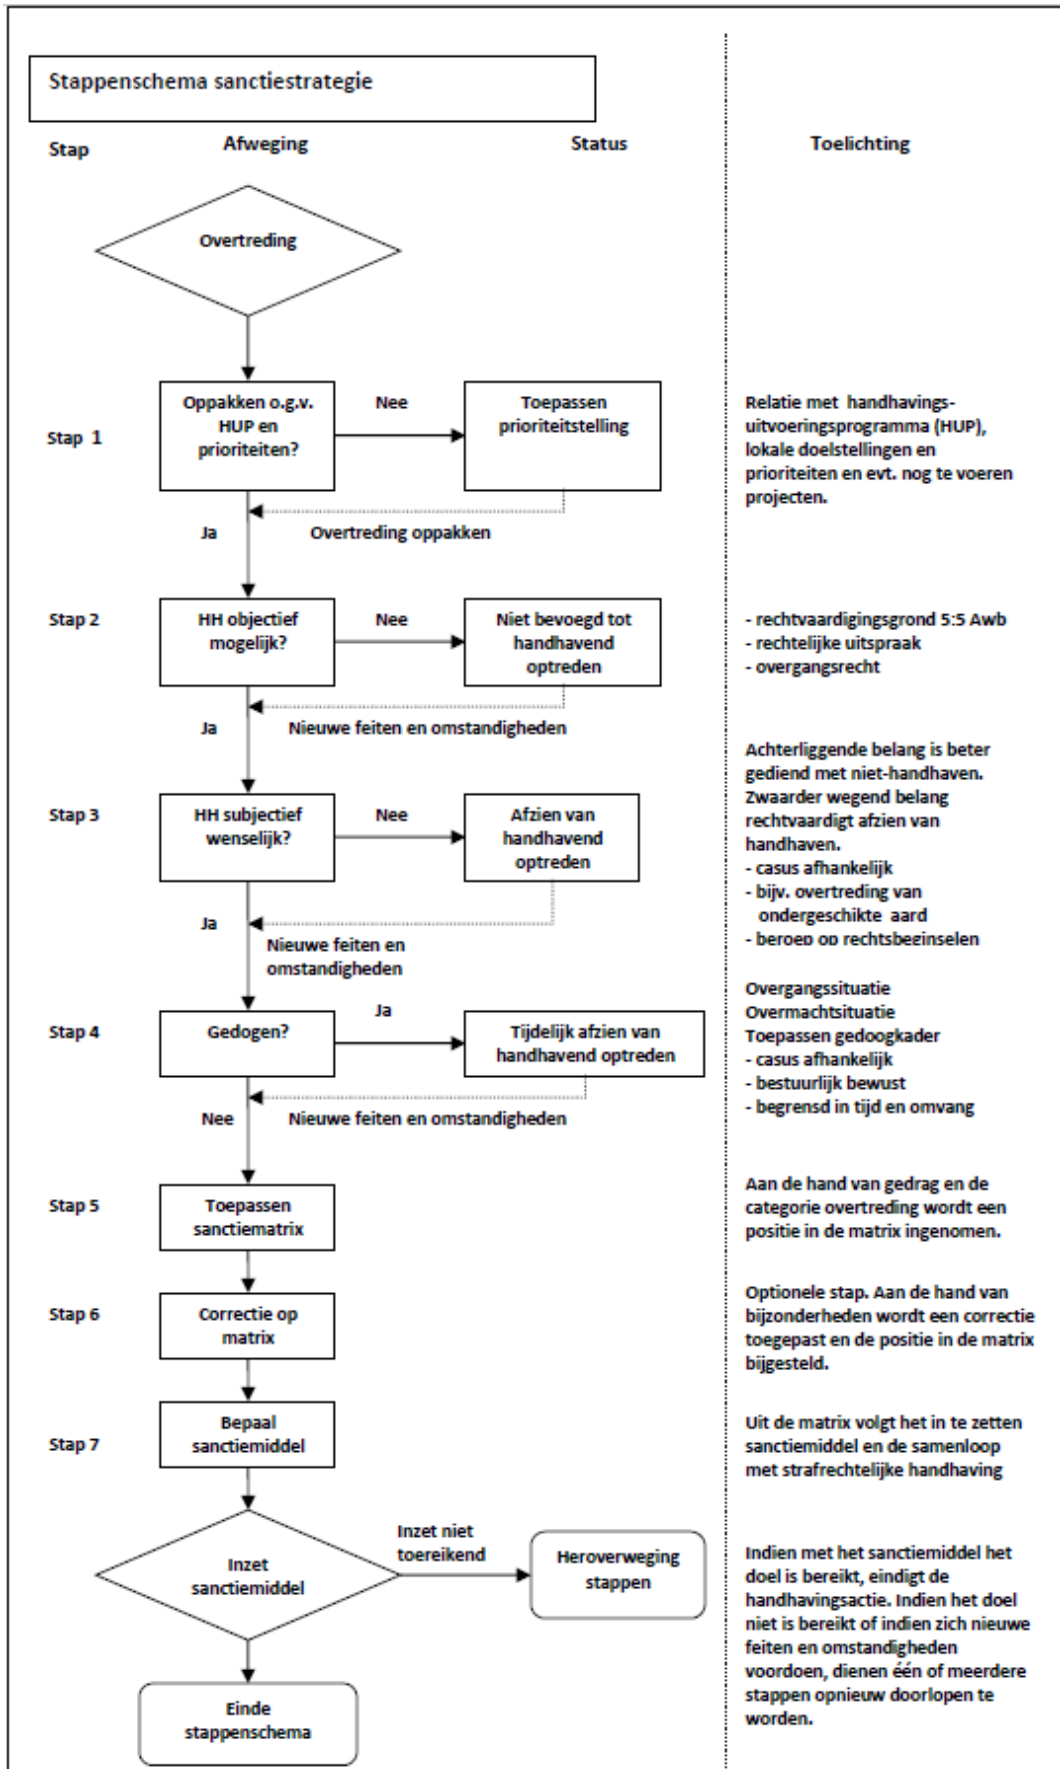 Stappenschema sanctiestrategie
Stap
Afweging
Status
Toelichting
Overtreding
Stap 1
Oppakken o.g.v.
HUP en
prioriteiten?
Nee
Toepassen
prioriteitstelling
Relatie met handhavings-
uitvoeringsprogramma (HUP),
lokale doelstellingen en
prioriteiten en evt. nog te voeren
projecten.
Ja
Overtreding oppakken
Stap 2
HH objectief
mogelijk?
Nee
Niet bevoegd tot
handhavend
optreden
- rechtvaardigingsgrond 5:5 Awb
- rechtelijke uitspraak
- overgangsrecht
Ja
Nieuwe feiten en omstandigheden
Stap 3
HH subjectief
wenselijk?
Nee
Afzien van
handhavend
optreden
Achterliggende belang is beter
gediend met niet-handhaven.
Zwaarder wegend belang
rechtvaardigt afzien van
handhaven.
- casus afhankelijk
- bijv. overtreding van
ondergeschikte aard
- beroep op rechtsbeginselen
Ja
Nieuwe feiten en
omstandigheden
Stap 4
Gedogen?
Ja
Tijdelijk afzien van
handhavend optreden
Overgangssituatie
Overmachtsituatie
Toepassen gedoogkader
- casus afhankelijk
- bestuurlijk bewust
- begrensd in tijd en omvang
Nee
Nieuwe feiten en omstandigheden
Stap 5
Toepassen
sanctiematrix
Aan de hand van gedrag en de
categorie overtreding wordt een
positie in de matrix ingenomen.
Stap 6
Correctie op
matrix
Optionele stap. Aan de hand van
bijzonderheden wordt een correctie
toegepast en de positie in de matrix
bijgesteld.
Stap 7
Bepaal
sanctiemiddel
Uit de matrix volgt het in te zetten
sanctiemiddel en de samenloop
met strafrechtelijke handhaving
Inzet
sanctiemiddel
Inzet niet
toereikend
Heroverweging
stappen
Indien met het sanctiemiddel het
doel is bereikt, eindigt de
handhavingsactie. Indien het doel
niet is bereikt of indien zich nieuwe
feiten en omstandigheden
voordoen, dienen één of meerdere
stappen opnieuw doorlopen te
worden.
Einde
stappenschema